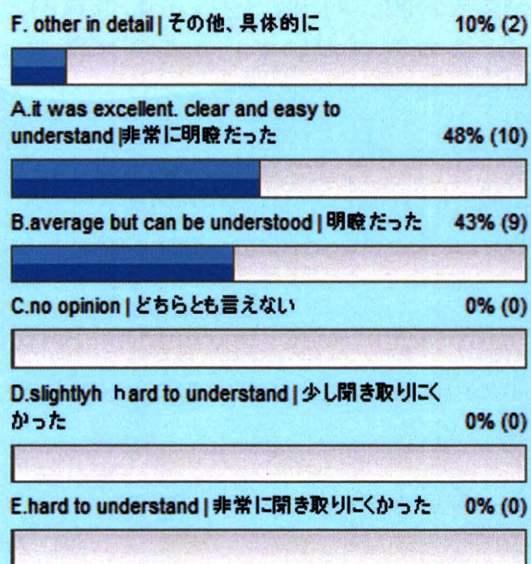 F. other in detail | その他、具体的に 10% (2)
A.it was excellent. clear and easy to
understand |非常に明瞭だった 48% (10)
B.average but can be understood | 明瞭だった 43% (9)
C.no opinion | どちらとも言えない 0% (0)
D.slightlyh hard to understand | 少し聞き取りにく
かった 0% (0)
E.hard to understand | 非常に聞き取りにくかった 0% (0)